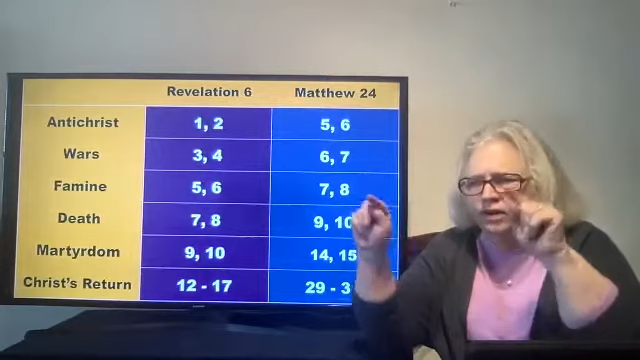 Revelation 6 Matthew 24
Antichrist 1, 2 5, 6
Wars 3, 4 6, 7
Famine 5, 6 7, 8
Death 7, 8 9, 10
Martyrdom 9, 10 14, 15
Christ's Return 12 - 17 29 - 3